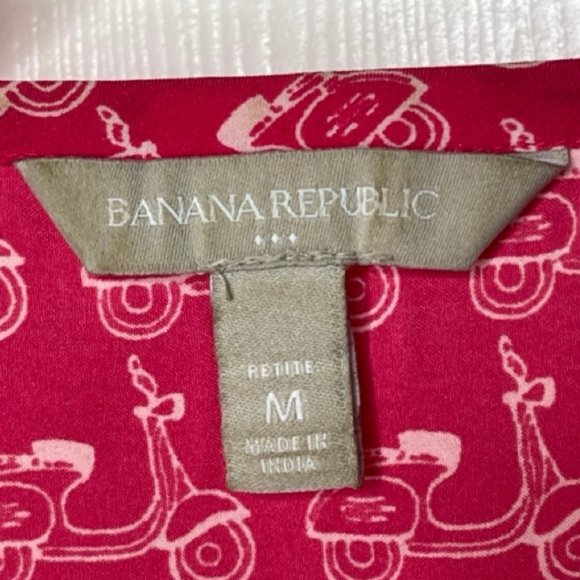 BANANA REPUBLIC
PETITE
M
MADE IN
INDIA